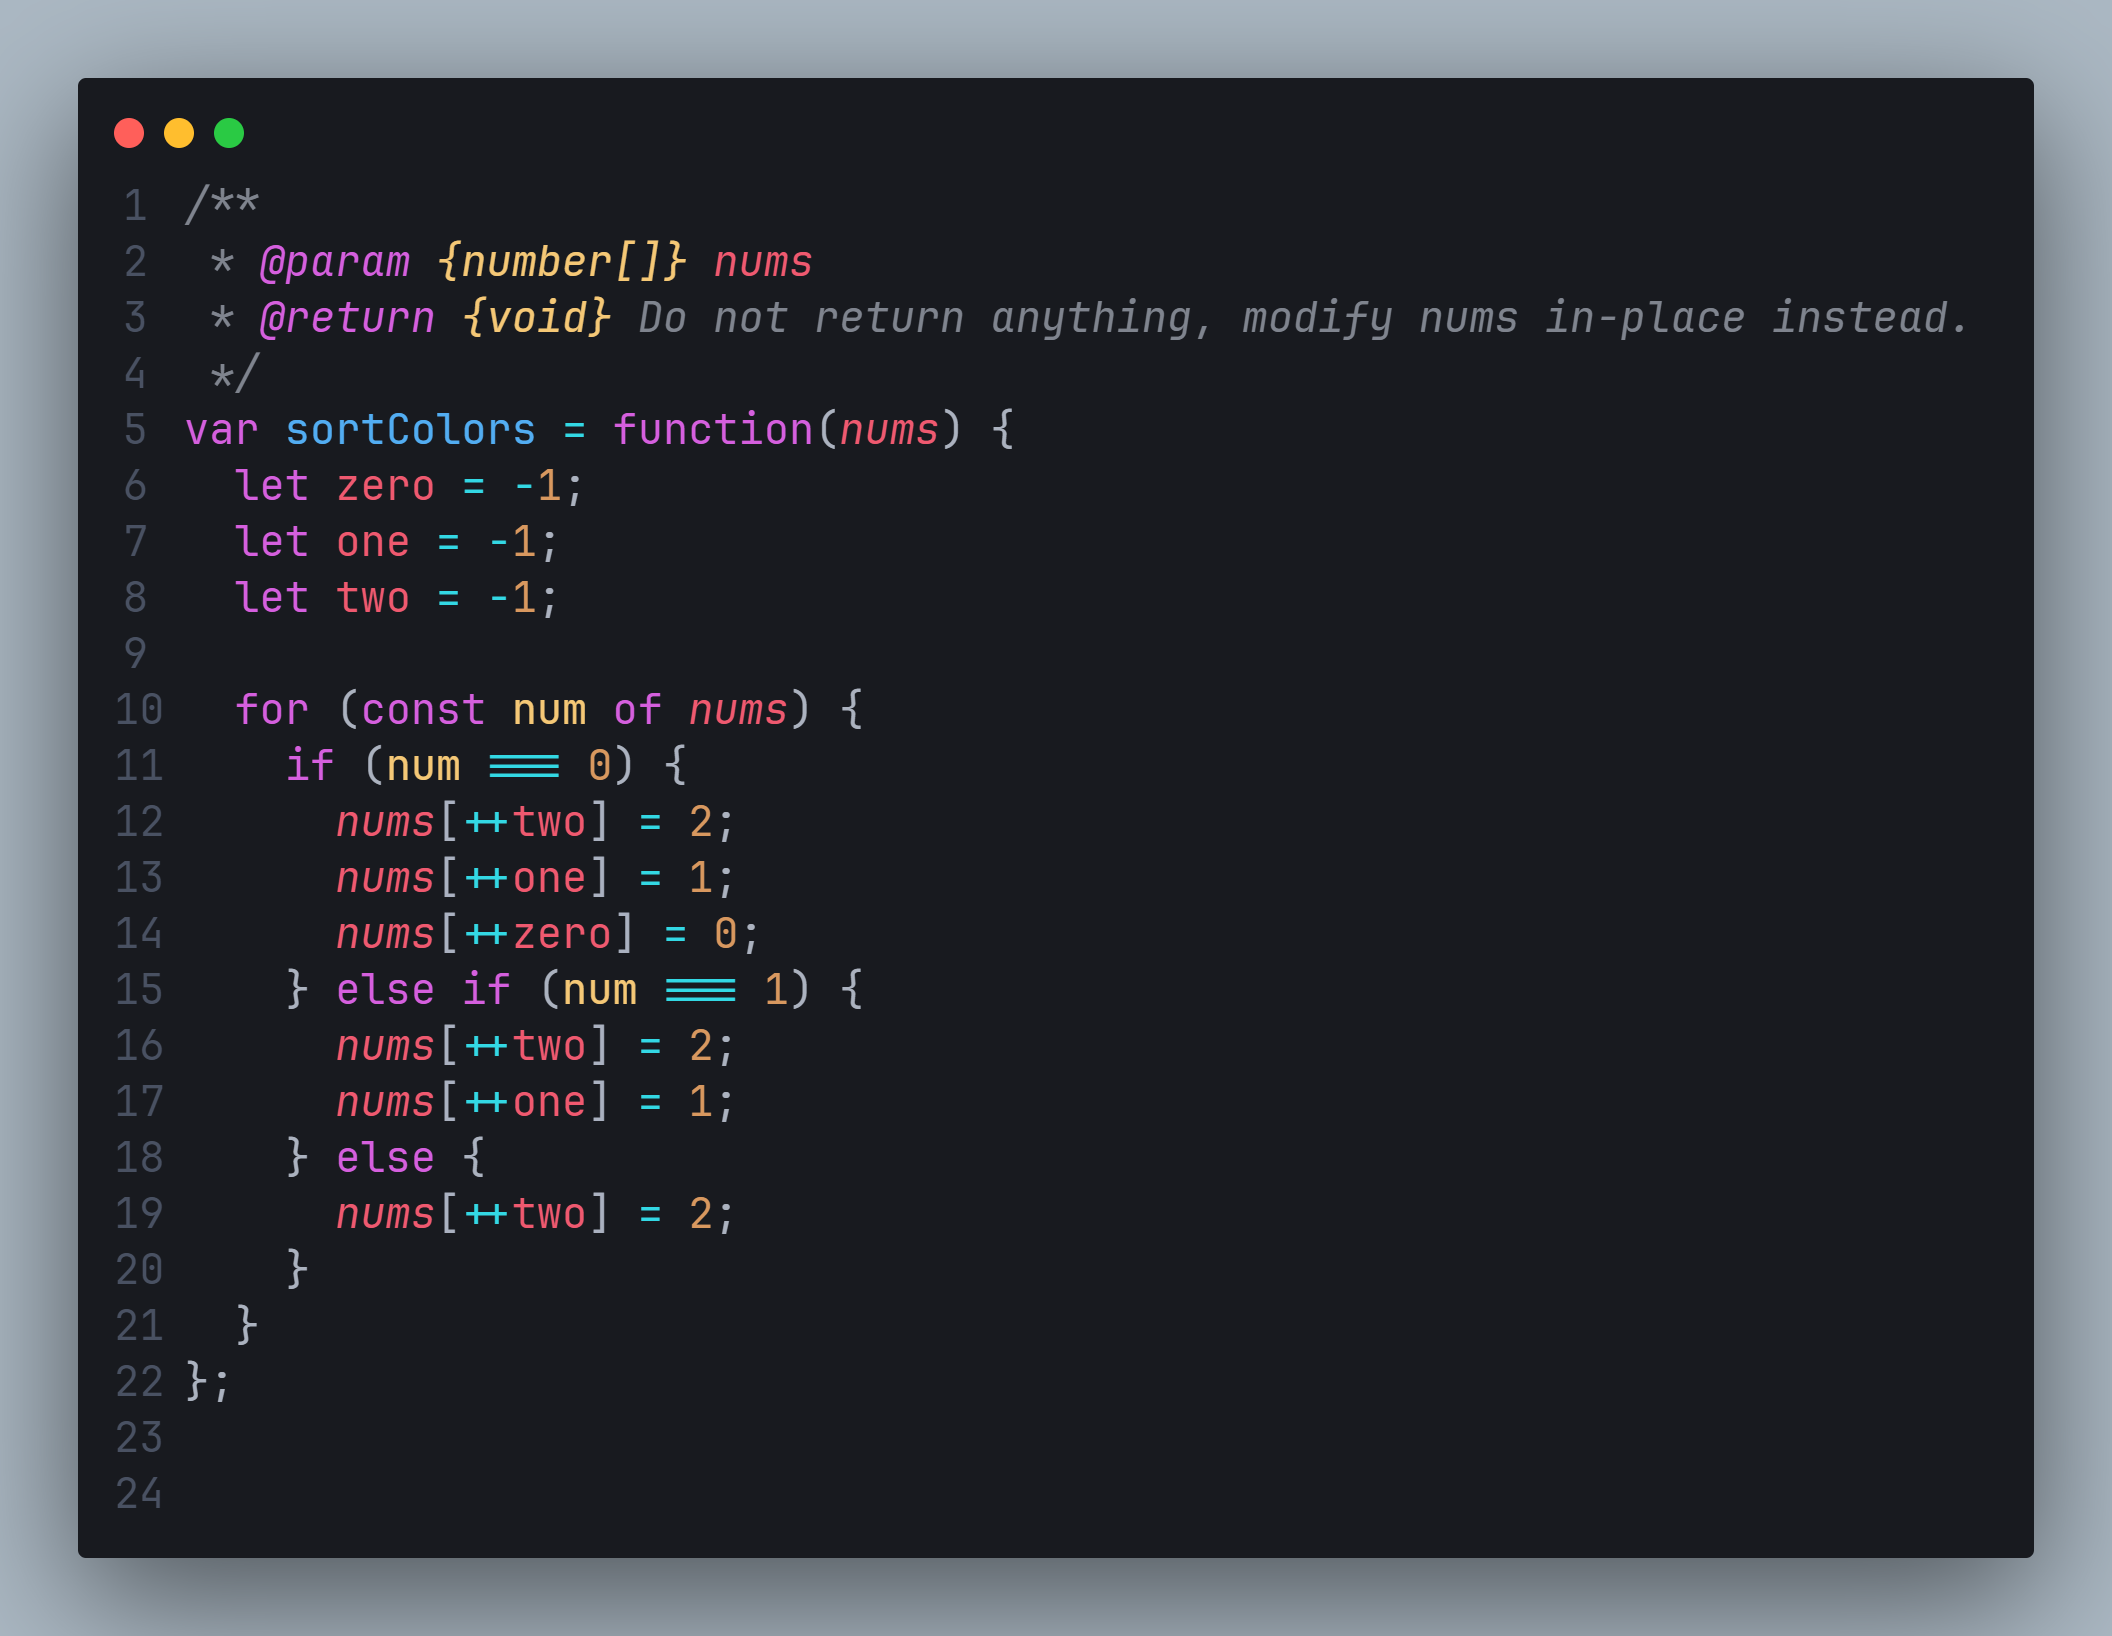 1 /**
2  * @param {number[]} nums
3  * @return {void} Do not return anything, modify nums in-place instead.
4  */
5 var sortColors = function(nums) {
6   let zero = -1;
7   let one = -1;
8   let two = -1;
9
10   for (const num of nums) {
11     if (num === 0) {
12       nums[++two] = 2;
13       nums[++one] = 1;
14       nums[++zero] = 0;
15     } else if (num === 1) {
16       nums[++two] = 2;
17       nums[++one] = 1;
18     } else {
19       nums[++two] = 2;
20     }
21   }
22 };
23
24